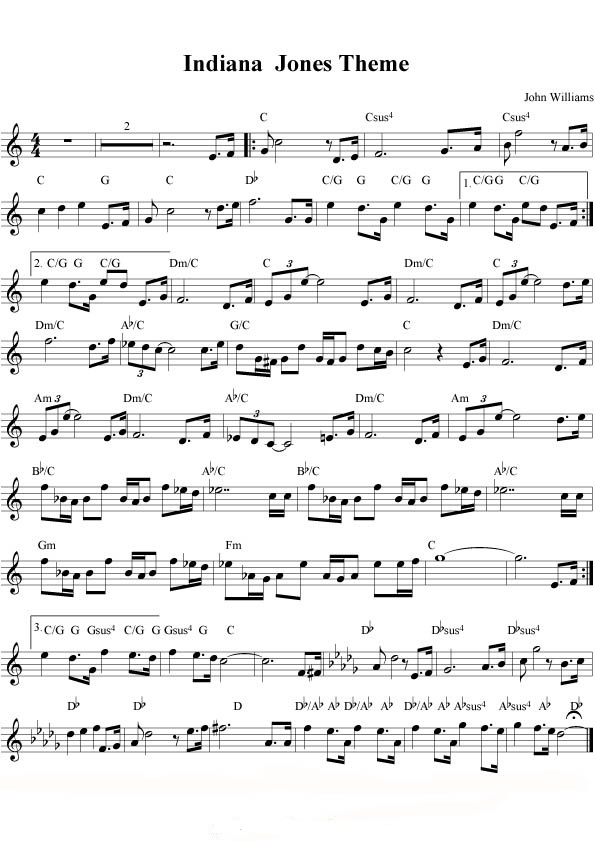 Indiana Jones Theme
John Williams
4 4 2 C Csus4 Csus4
C G C D♭ C/G G C/G G 1. C/G G C/G
2. C/G G C/G Dm/C C 3 Dm/C C 3
Dm/C A♭/C 3 G/C C Dm/C
Am 3 Dm/C A♭/C 3 Dm/C Am 3
B♭/C A♭/C B♭/C A♭/C
Gm Fm C
3. C/G G Gsus4 C/G G Gsus4 G C D♭ D♭sus4 D♭sus4
D♭ D♭ D D♭/A♭ A♭ D♭/A♭ A♭ D♭/A♭ A♭ A♭sus4 A♭sus4 A♭ D♭